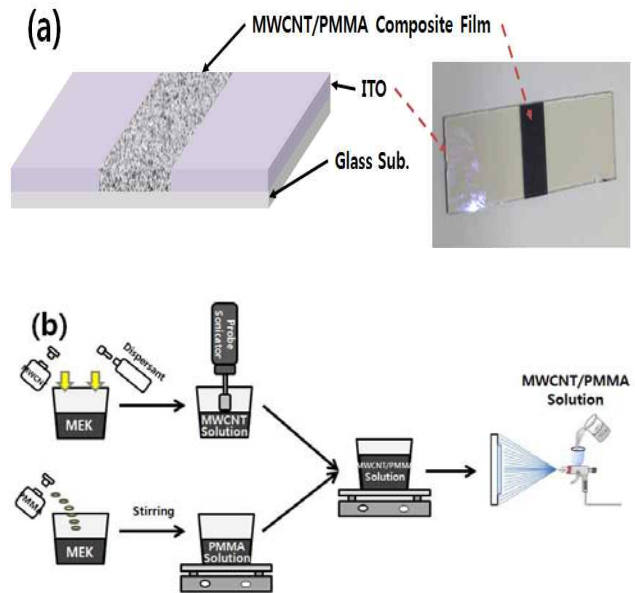 (a)
MWCNT/PMMA Composite Film
ITO
Glass Sub.
(b)
MWCN
Dispersant
MEK
Probe
Sonicator
MWCNT
Solution
PMMA
MEK
Stirring
PMMA
Solution
MWCNT/PMMA
Solution
MWCNT/PMMA
Solution